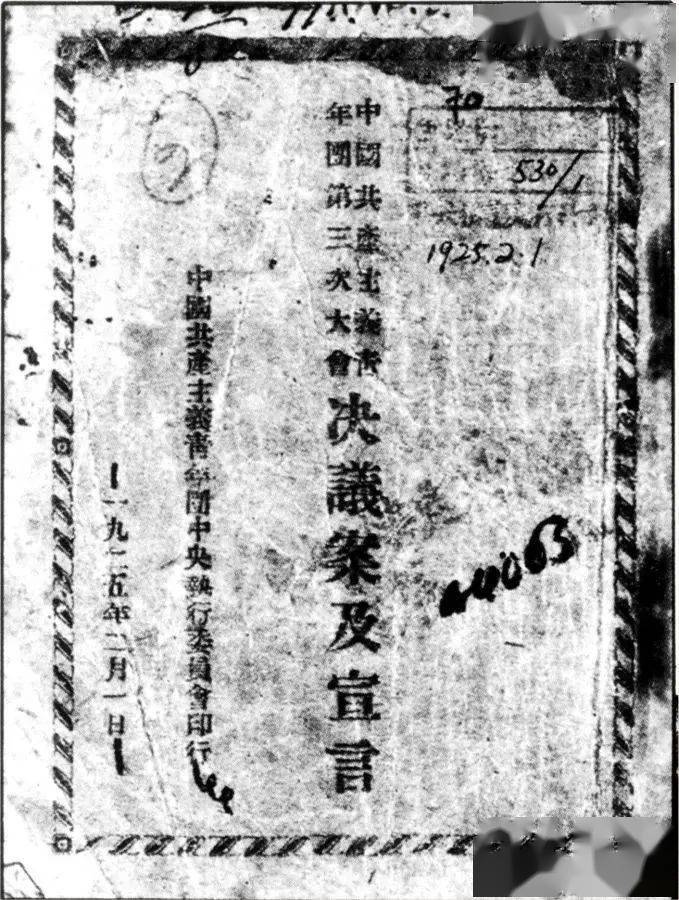 中國共產主義青
年團第三次大會
決議案及宣言
中國共產主義青年團中央執行委員會印行
一九二五年二月一日
70
530/1
1925.2.1